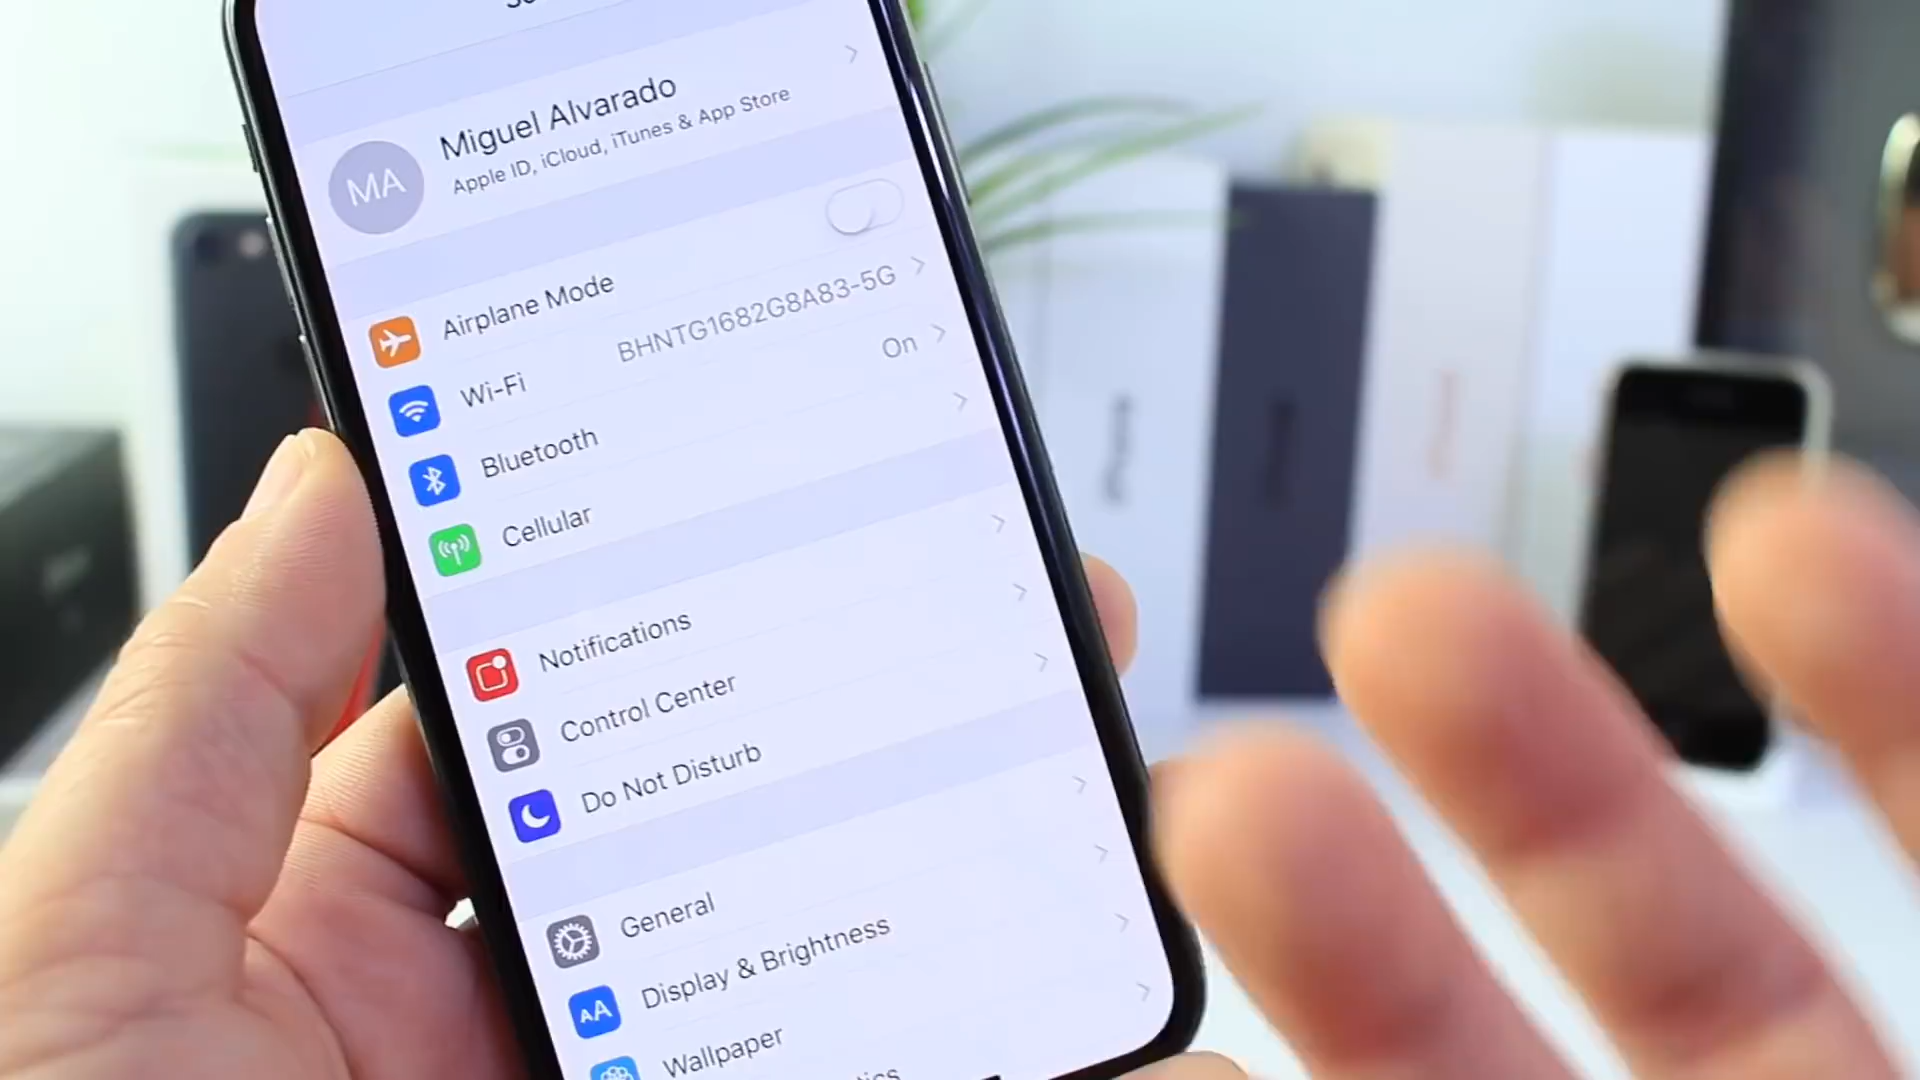 Miguel Alvarado
Apple ID, iCloud, iTunes & App Store
MA
Airplane Mode
Wi-Fi BHNTG1682G8A83-5G
Bluetooth On
Cellular
Notifications
Control Center
Do Not Disturb
General
AA Display & Brightness
Wallpaper
iPhone